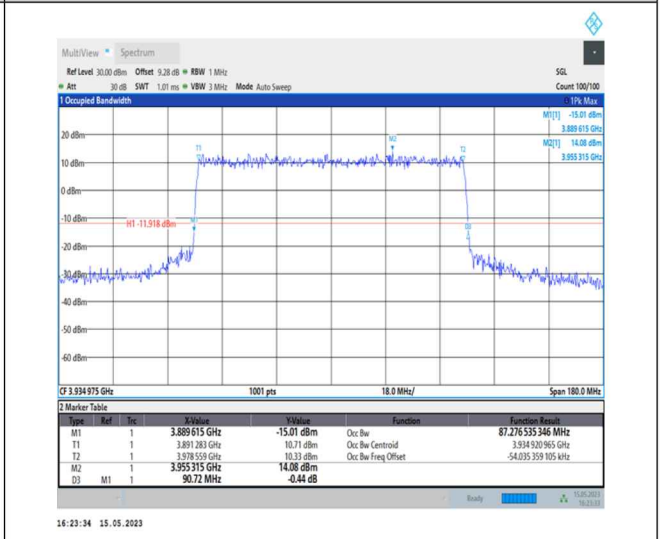 MultiView Spectrum
Ref Level 30.00 dBm Offset 9.28 dB RBW 1 MHz SGL
Att 30 dB SWT 1.01 ms VBW 3 MHz Mode Auto Sweep Count 100/100
1 Occupied Bandwidth 1Pk Max
M1[1] -15.01 dBm
3.889 615 GHz
M2[1] 14.08 dBm
3.955 315 GHz
20 dBm
T1 M2 T2
10 dBm
0 dBm
-10 dBm
H1 -11.918 dBm M1 D3
-20 dBm
-30 dBm
-40 dBm
-50 dBm
-60 dBm
CF 3.934 975 GHz 1001 pts 18.0 MHz/ Span 180.0 MHz
2 Marker Table
Type Ref Trc X-Value Y-Value Function Function Result
M1 1 3.889 615 GHz -15.01 dBm Occ Bw 87.276 535 346 MHz
T1 1 3.891 283 GHz 10.71 dBm Occ Bw Centroid 3.934 920 965 GHz
T2 1 3.978 559 GHz 10.33 dBm Occ Bw Freq Offset -54.035 359 105 kHz
M2 1 3.955 315 GHz 14.08 dBm
D3 M1 1 90.72 MHz -0.44 dB
Ready 15.05.2023
16:23:33
16:23:34 15.05.2023